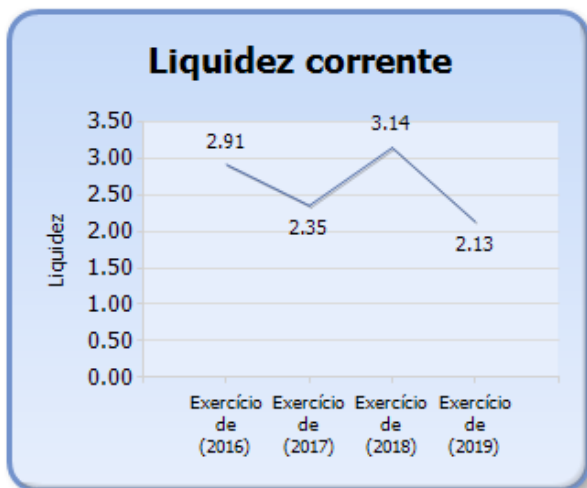 Liquidez corrente
Liquidez
3.50
3.00
2.50
2.00
1.50
1.00
0.50
0.00
2.91
2.35
3.14
2.13
Exercício Exercício Exercício Exercício
de de de de
(2016) (2017) (2018) (2019)